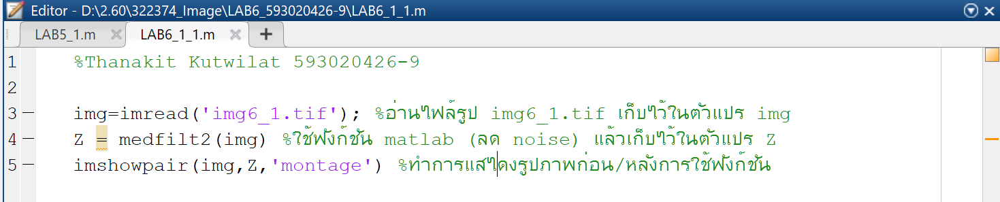 Editor - D:\2.60\322374_Image\LAB6_593020426-9\LAB6_1_1.m
LAB5_1.m LAB6_1_1.m +
1 %Thanakit Kutwilat 593020426-9
2
3 — img=imread('img6_1.tif'); %อ่านไฟล์รูป img6_1.tif เก็บไว้ในตัวแปร img
4 — Z = medfilt2(img) %ใช้ฟังก์ชัน matlab (ลด noise) แล้วเก็บไว้ในตัวแปร Z
5 — imshowpair(img,Z,'montage') %ทำการแสไดงรูปภาพก่อน/หลังการใช้ฟังก์ชัน